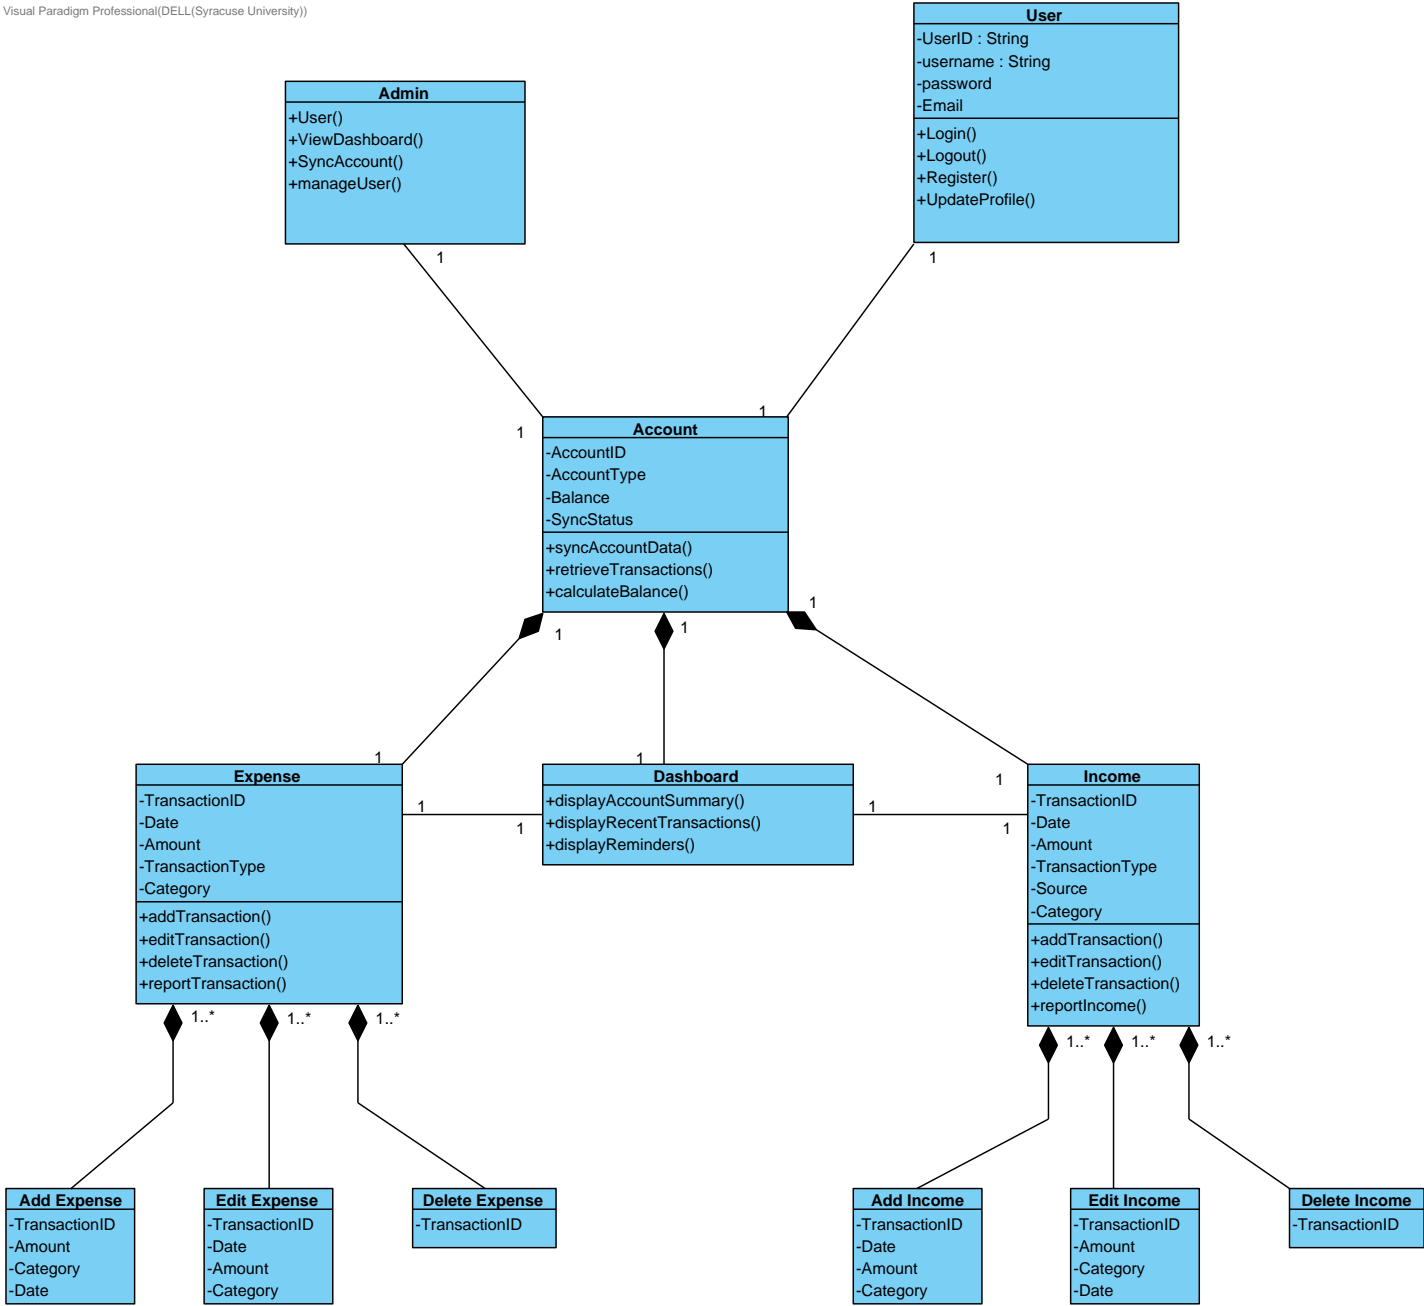 Visual Paradigm Professional(DELL(Syracuse University))
User
-UserID : String
-username : String
-password
-Email
+Login()
+Logout()
+Register()
+UpdateProfile()
1
Admin
+User()
+ViewDashboard()
+SyncAccount()
+manageUser()
1
1
1
Account
-AccountID
-AccountType
-Balance
-SyncStatus
+syncAccountData()
+retrieveTransactions()
+calculateBalance()
1
1
1
1
1
1
Expense
-TransactionID
-Date
-Amount
-TransactionType
-Category
+addTransaction()
+editTransaction()
+deleteTransaction()
+reportTransaction()
1
1
Dashboard
+displayAccountSummary()
+displayRecentTransactions()
+displayReminders()
1
1
Income
-TransactionID
-Date
-Amount
-TransactionType
-Source
-Category
+addTransaction()
+editTransaction()
+deleteTransaction()
+reportIncome()
1..*
1..*
1..*
1..*
1..*
1..*
Add Expense
-TransactionID
-Amount
-Category
-Date
Edit Expense
-TransactionID
-Date
-Amount
-Category
Delete Expense
-TransactionID
Add Income
-TransactionID
-Date
-Amount
-Category
Edit Income
-TransactionID
-Amount
-Category
-Date
Delete Income
-TransactionID